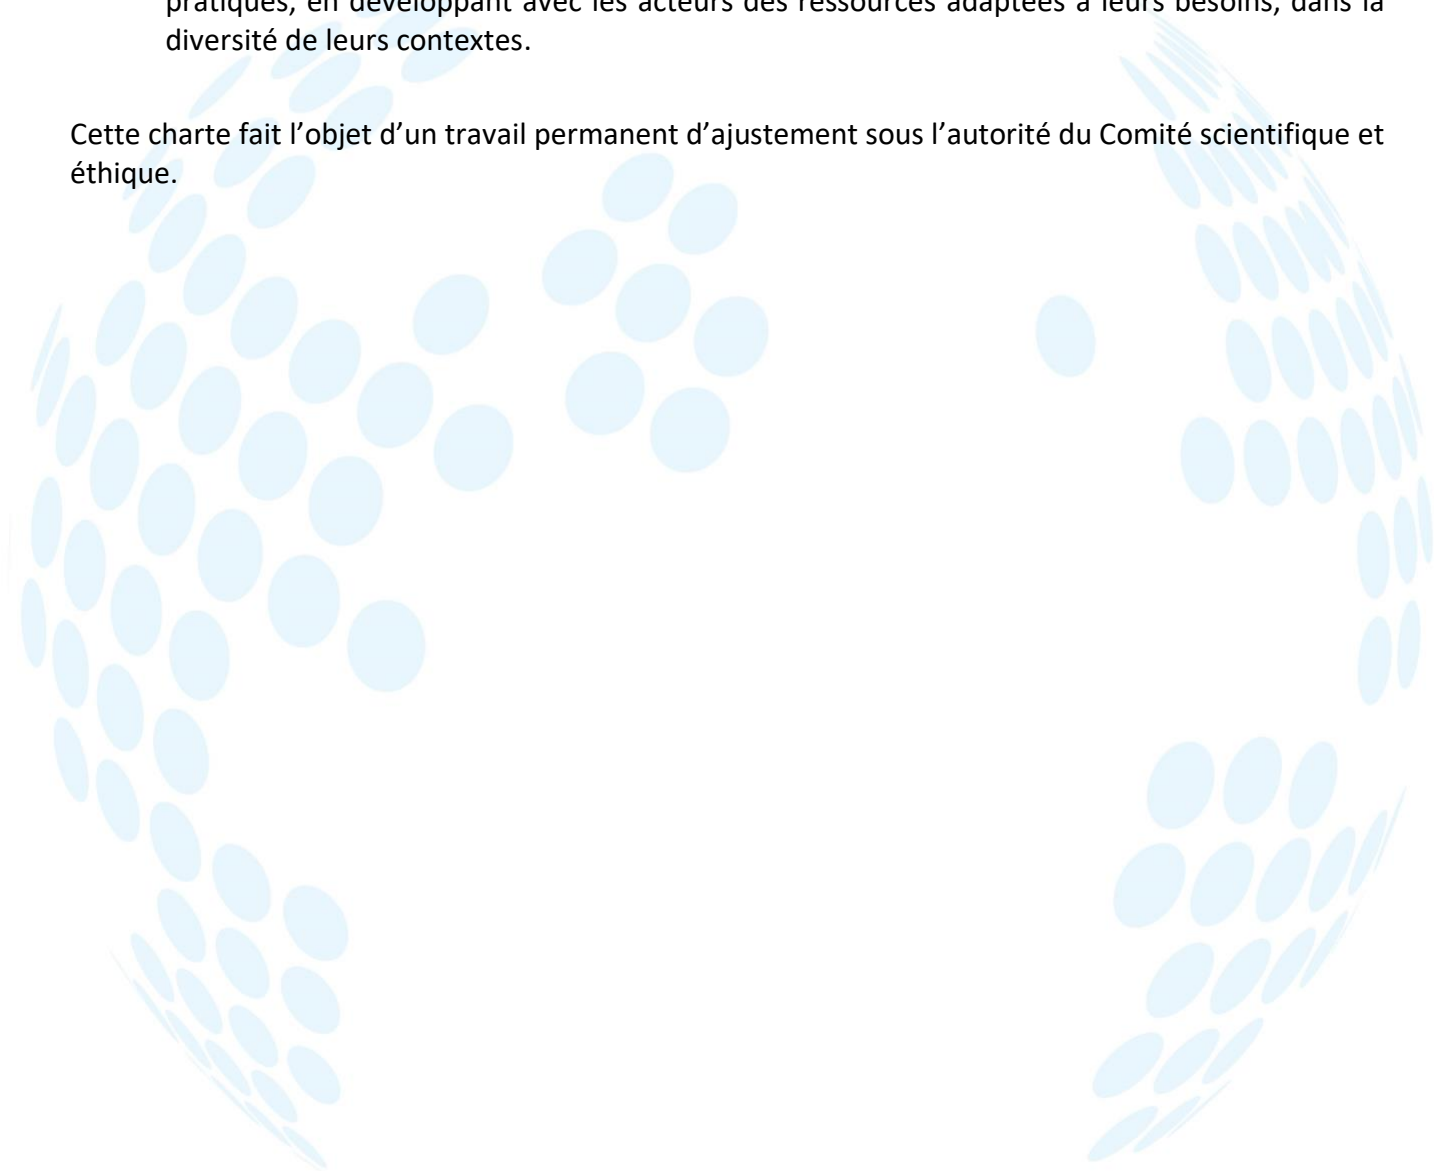 pratiques, en développant avec les acteurs des ressources adaptées à leurs besoins, dans la
diversité de leurs contextes.
Cette charte fait l’objet d’un travail permanent d’ajustement sous l’autorité du Comité scientifique et
éthique.